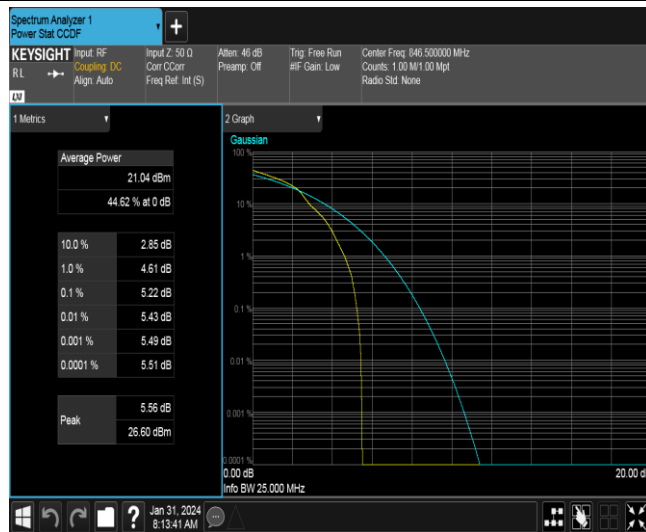 Spectrum Analyzer 1
Power Stat CCDF
+
KEYSIGHT
RL
LXI
Input: RF
Coupling: DC
Align: Auto
Input Z: 50 Ω
Corr CCorr
Freq Ref: Int (S)
Atten: 46 dB
Preamp: Off
Trig: Free Run
#IF Gain: Low
Center Freq: 846.500000 MHz
Counts: 1.00 M/1.00 Mpt
Radio Std: None
1 Metrics
Average Power
21.04 dBm
44.62 % at 0 dB
10.0 % 2.85 dB
1.0 % 4.61 dB
0.1 % 5.22 dB
0.01 % 5.43 dB
0.001 % 5.49 dB
0.0001 % 5.51 dB
Peak
5.56 dB
26.60 dBm
2 Graph
Gaussian
100 %
10 %
1 %
0.1 %
0.01 %
0.001 %
0.0001 %
0.00 dB
20.00 d
Info BW 25.000 MHz
?
Jan 31, 2024
8:13:41 AM